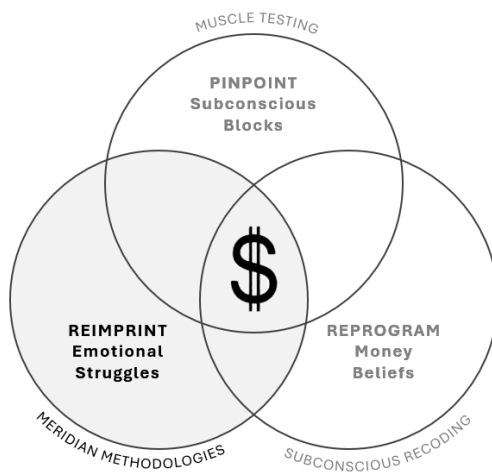 MUSCLE TESTING
PINPOINT
Subconscious
Blocks
$
REIMPRINT
Emotional
Struggles
REPROGRAM
Money
Beliefs
MERIDIAN METHODOLOGIES
SUBCONSCIOUS RECODING